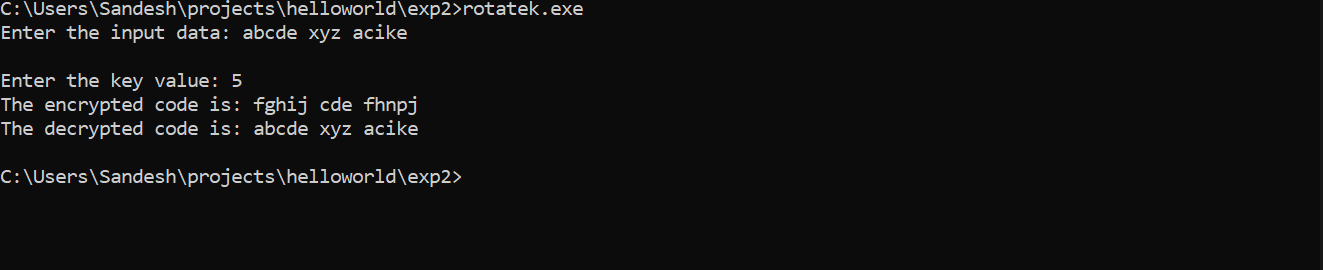 C:\Users\Sandesh\projects\helloworld\exp2>rotatek.exe
Enter the input data: abcde xyz acike
Enter the key value: 5
The encrypted code is: fghij cde fhnpj
The decrypted code is: abcde xyz acike
C:\Users\Sandesh\projects\helloworld\exp2>